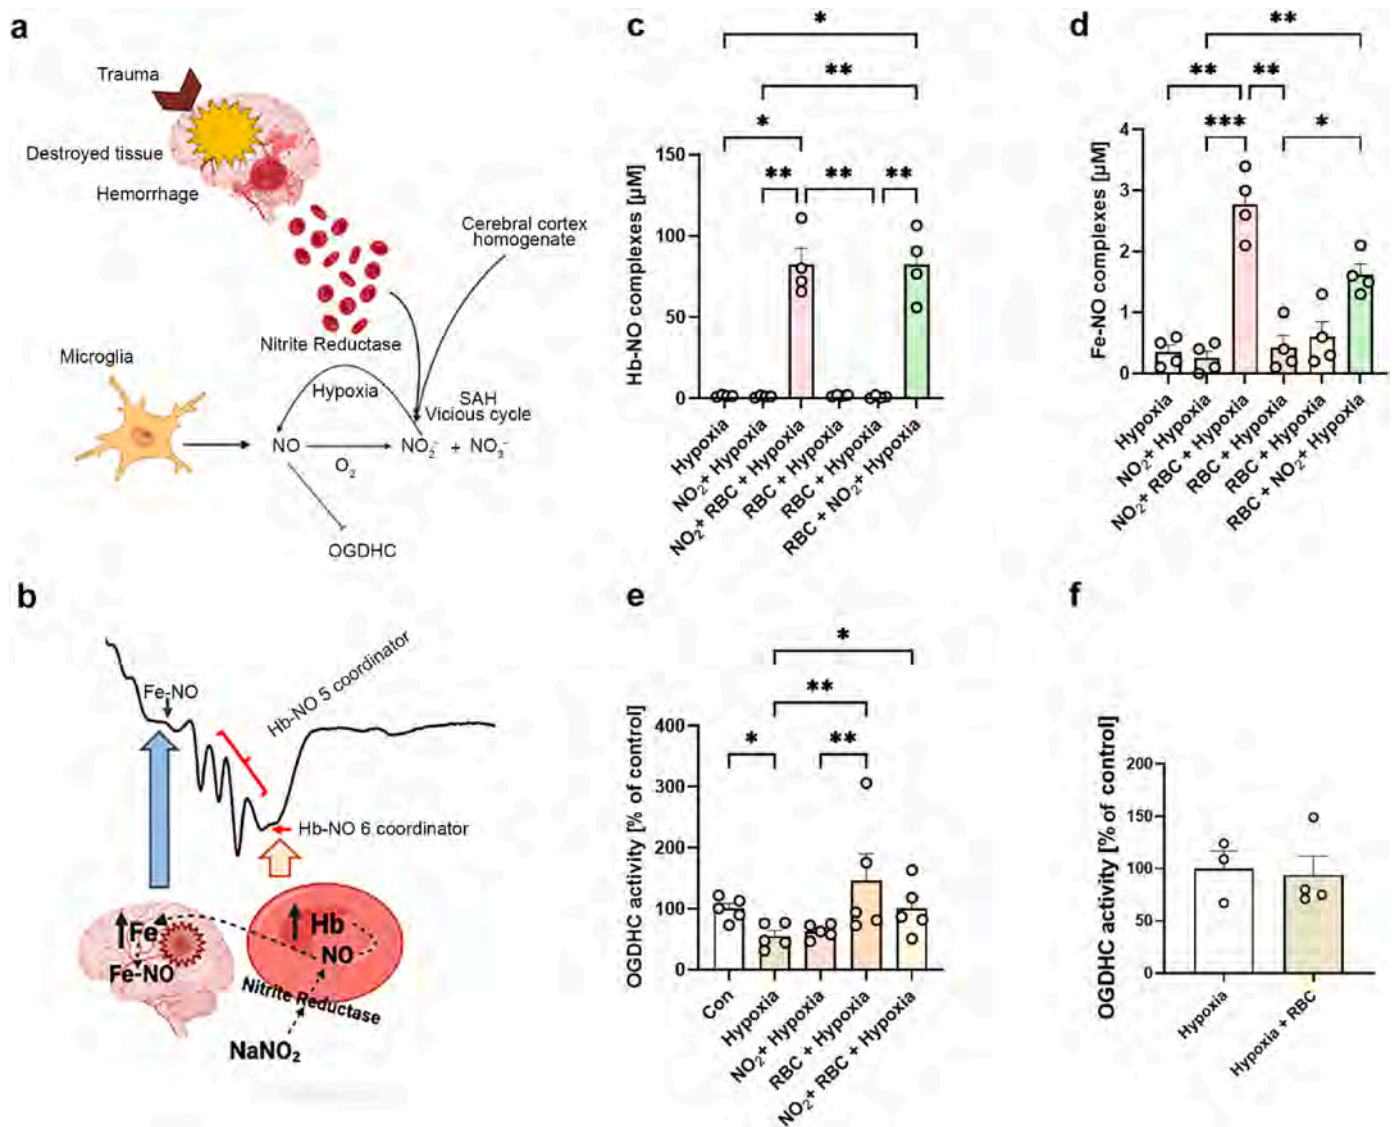 a
Trauma
Destroyed tissue
Hemorrhage
Cerebral cortex
homogenate
Nitrite Reductase
Microglia
Hypoxia
SAH
Vicious cycle
NO
O₂
NO₂⁻ + NO₃⁻
OGDHC
b
Fe-NO
Hb-NO 5 coordinator
Hb-NO 6 coordinator
Fe
Fe-NO
Hb
NO
Nitrite Reductase
NaNO₂
c
*
**
*
**
**
**
Hb-NO complexes [µM]
150
100
50
0
Hypoxia
NO₂+ Hypoxia
NO₂+ RBC + Hypoxia
RBC + Hypoxia
RBC + Hypoxia
RBC + NO₂+ Hypoxia
d
**
**
**
***
*
Fe-NO complexes [µM]
4
3
2
1
0
Hypoxia
NO₂+ Hypoxia
NO₂+ RBC + Hypoxia
RBC + Hypoxia
RBC + Hypoxia
RBC + NO₂+ Hypoxia
e
*
**
*
**
OGDHC activity [% of control]
400
300
200
100
0
Con
Hypoxia
NO₂+ Hypoxia
RBC + Hypoxia
NO₂+ RBC + Hypoxia
f
OGDHC activity [% of control]
200
150
100
50
0
Hypoxia
Hypoxia + RBC